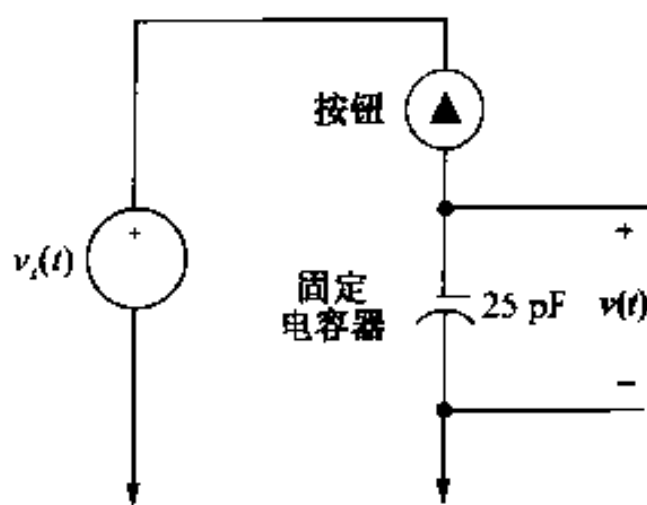 按钮
+
v_s(t)
固定
电容器
25 pF
+
v(t)
−